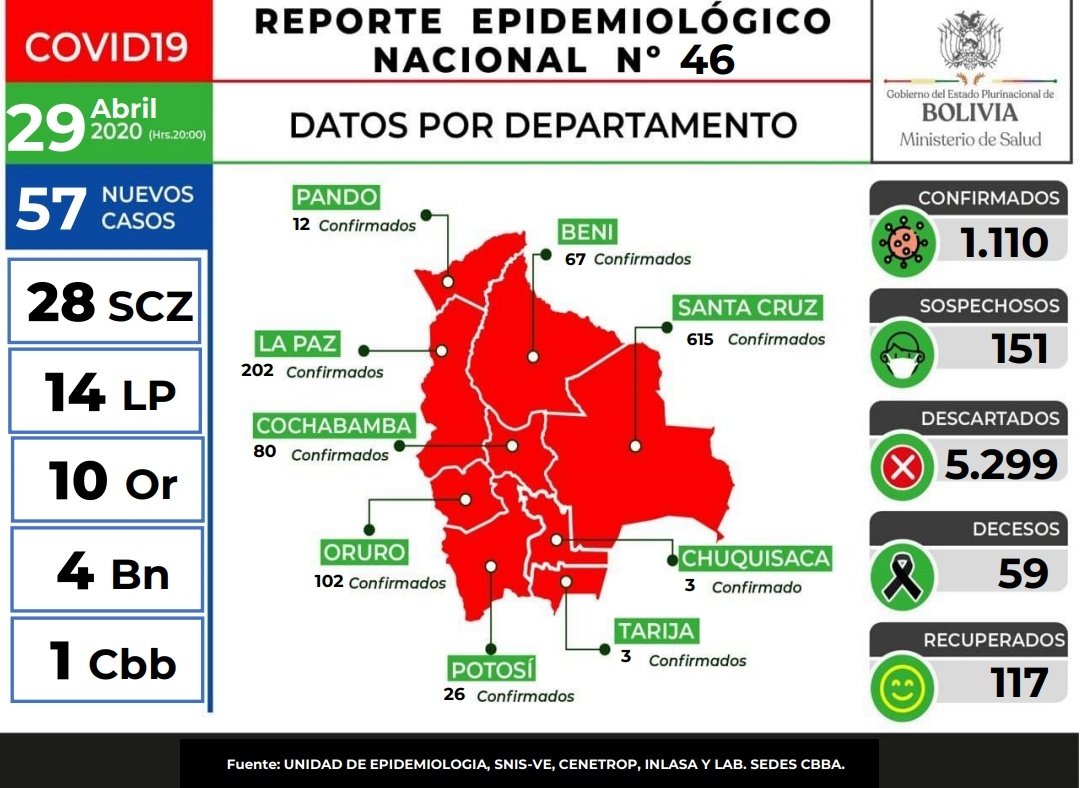 COVID19
REPORTE EPIDEMIOLÓGICO
NACIONAL Nº 46
Gobierno del Estado Plurinacional de
BOLIVIA
Ministerio de Salud
29 Abril
2020 (Hrs.20:00)
DATOS POR DEPARTAMENTO
57 NUEVOS
CASOS
28 SCZ
14 LP
10 Or
4 Bn
1 Cbb
PANDO
12 Confirmados
BENI
67 Confirmados
SANTA CRUZ
615 Confirmados
LA PAZ
202 Confirmados
COCHABAMBA
80 Confirmados
ORURO
102 Confirmados
CHUQUISACA
3 Confirmado
TARIJA
3 Confirmados
POTOSÍ
26 Confirmados
CONFIRMADOS
1.110
SOSPECHOSOS
151
DESCARTADOS
5.299
DECESOS
59
RECUPERADOS
117
Fuente: UNIDAD DE EPIDEMIOLOGIA, SNIS-VE, CENETROP, INLASA Y LAB. SEDES CBBA.